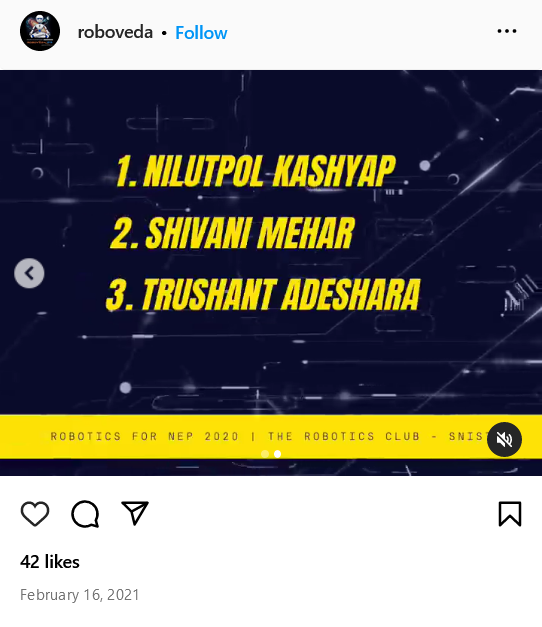 roboveda • Follow
1. NILUTPOL KASHYAP
2. SHIVANI MEHAR
3. TRUSHANT ADESHARA
ROBOTICS FOR NEP 2020 | THE ROBOTICS CLUB - SNIS
42 likes
February 16, 2021